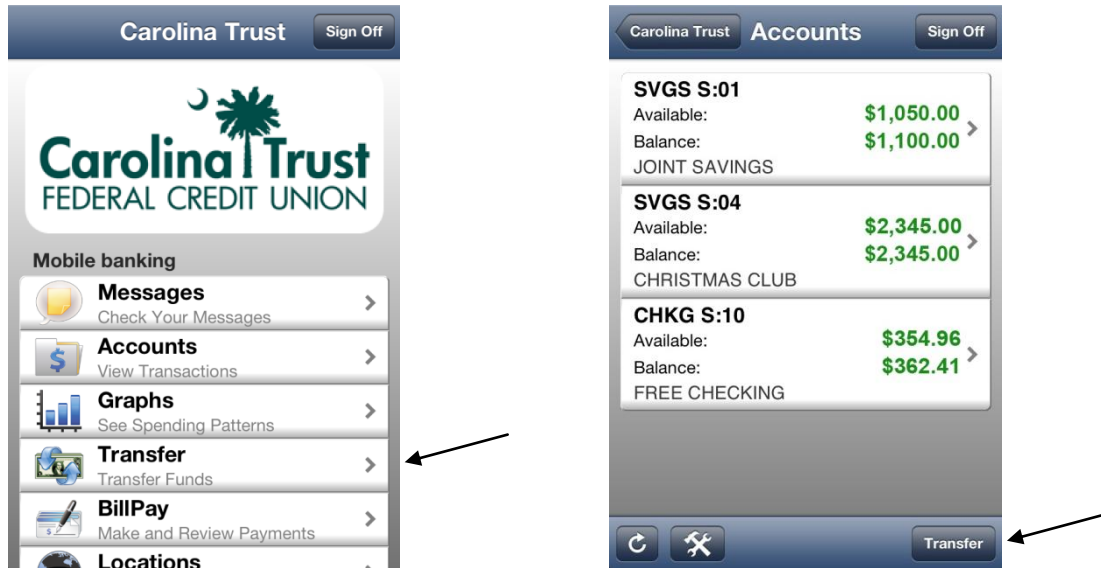 Carolina Trust
Sign Off
Carolina Trust
FEDERAL CREDIT UNION
Mobile banking
Messages
Check Your Messages
$
Accounts
View Transactions
Graphs
See Spending Patterns
Transfer
Transfer Funds
BillPay
Make and Review Payments
Locations
Carolina Trust
Accounts
Sign Off
SVGS S:01
Available: $1,050.00
Balance: $1,100.00
JOINT SAVINGS
SVGS S:04
Available: $2,345.00
Balance: $2,345.00
CHRISTMAS CLUB
CHKG S:10
Available: $354.96
Balance: $362.41
FREE CHECKING
Transfer